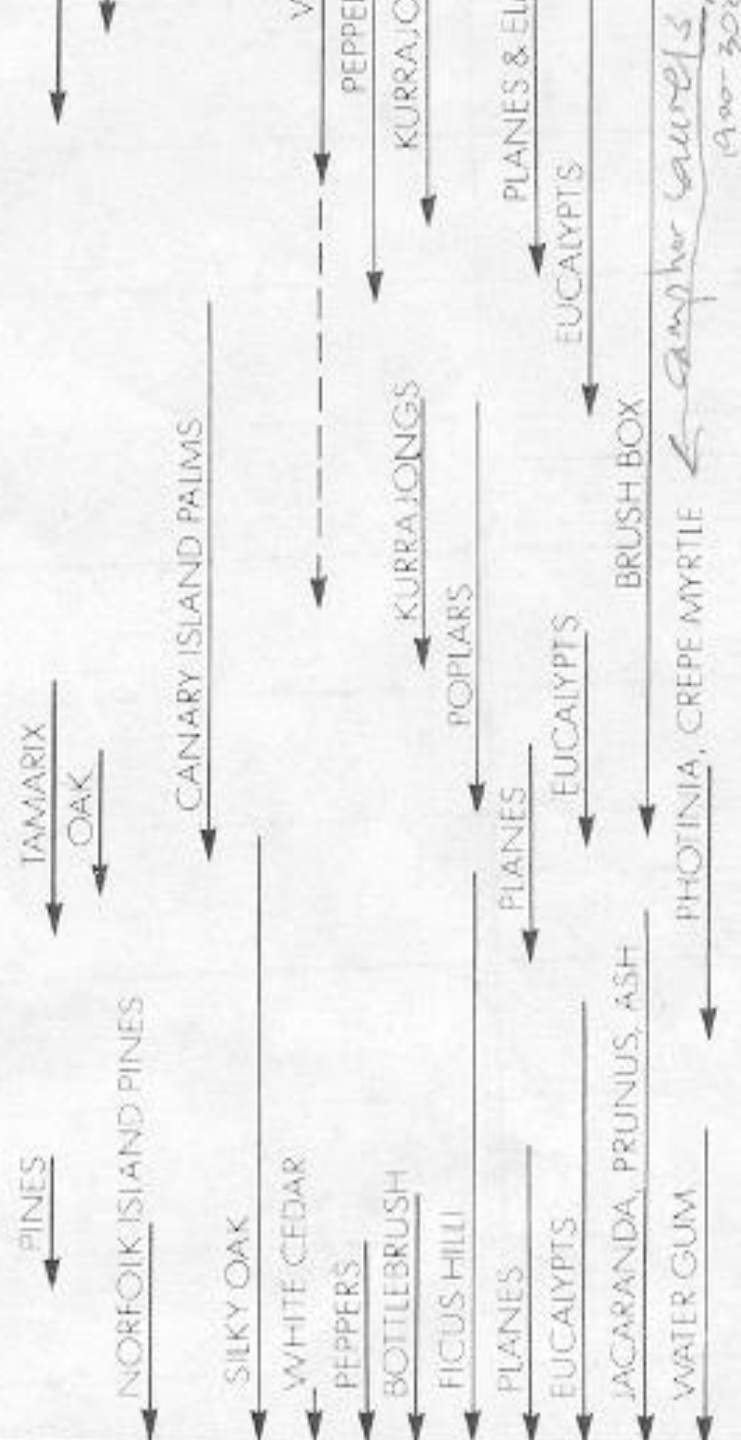 PINES TAMARIX
OAK
NORFOLK ISLAND PINES
CANARY ISLAND PALMS
SILKY OAK
WHITE CEDAR V
PEPPERS PEPPE
BOTTLEBRUSH KURRAJONGS KURRAJO
FICUS HILLI POPLARS
PLANES PLANES PLANES & EL
EUCALYPTS EUCALYPTS EUCALYPTS
JACARANDA, PRUNUS, ASH BRUSH BOX
WATER GUM PHOTINIA, CREPE MYRTLE Camphor laurels